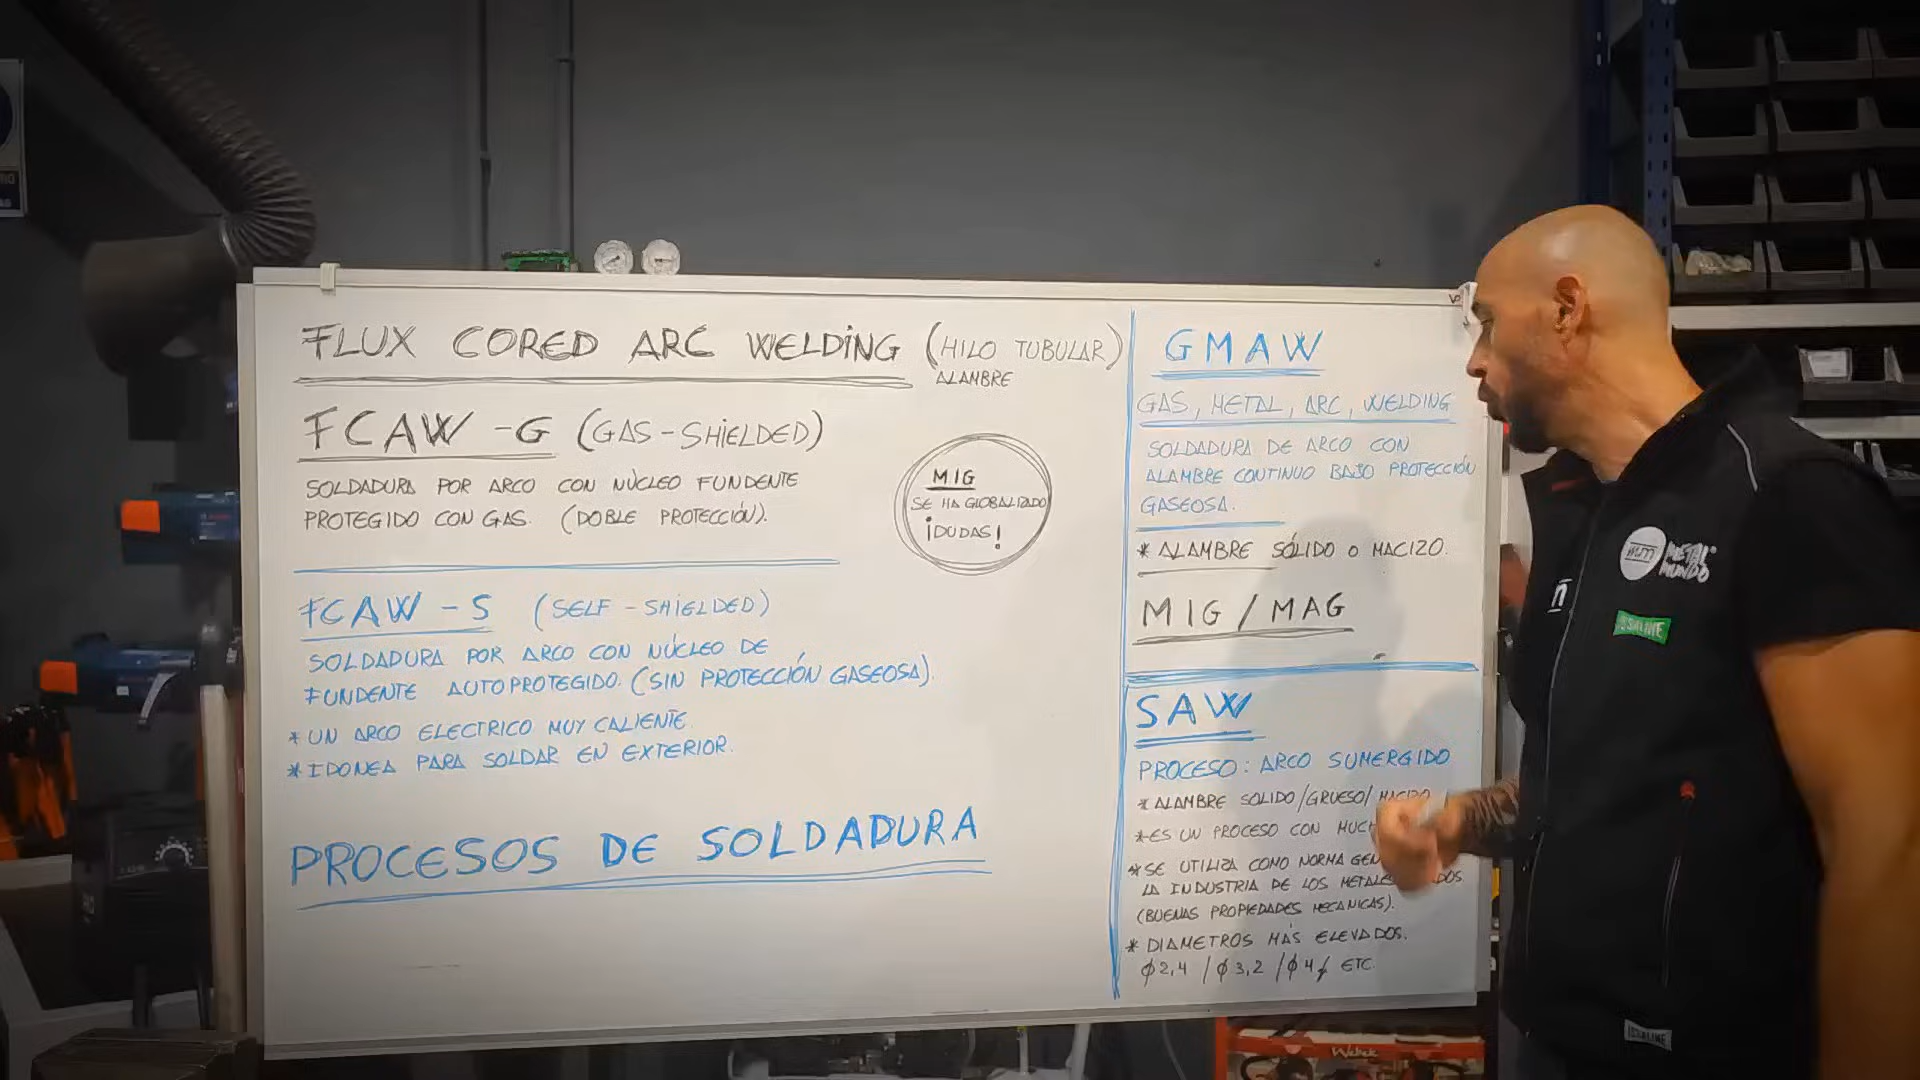 FLUX CORED ARC WELDING (HILO TUBULAR)
ALAMBRE
FCAW - G (GAS-SHIELDED)
SOLDADURA POR ARCO CON NÚCLEO FUNDENTE
PROTEGIDO CON GAS. (DOBLE PROTECCIÓN).
MIG
SE HA GLOBALIZADO
¡DUDAS!
FCAW - S (SELF - SHIELDED)
SOLDADURA POR ARCO CON NÚCLEO DE
FUNDENTE AUTOPROTEGIDO. (SIN PROTECCIÓN GASEOSA).
* UN ARCO ELECTRICO MUY CALIENTE.
* IDONEA PARA SOLDAR EN EXTERIOR.
PROCESOS DE SOLDADURA
GMAW
GAS, METAL, ARC, WELDING
SOLDADURA DE ARCO CON
ALAMBRE CONTINUO BAJO PROTECCIÓN
GASEOSA.
* ALAMBRE SÓLIDO O MACIZO.
MIG / MAG
SAW
PROCESO: ARCO SUMERGIDO
* ALAMBRE SOLIDO/GRUESO/MACIZO
* ES UN PROCESO CON
* SE UTILIZA COMO NORMA
LA INDUSTRIA DE LOS
(BUENAS PROPIEDADES MECANICAS).
* DIAMETROS MÁS ELEVADOS.
ø 2,4 / ø 3,2 / ø 4 / ETC.
METAL
MUNDO
Weber